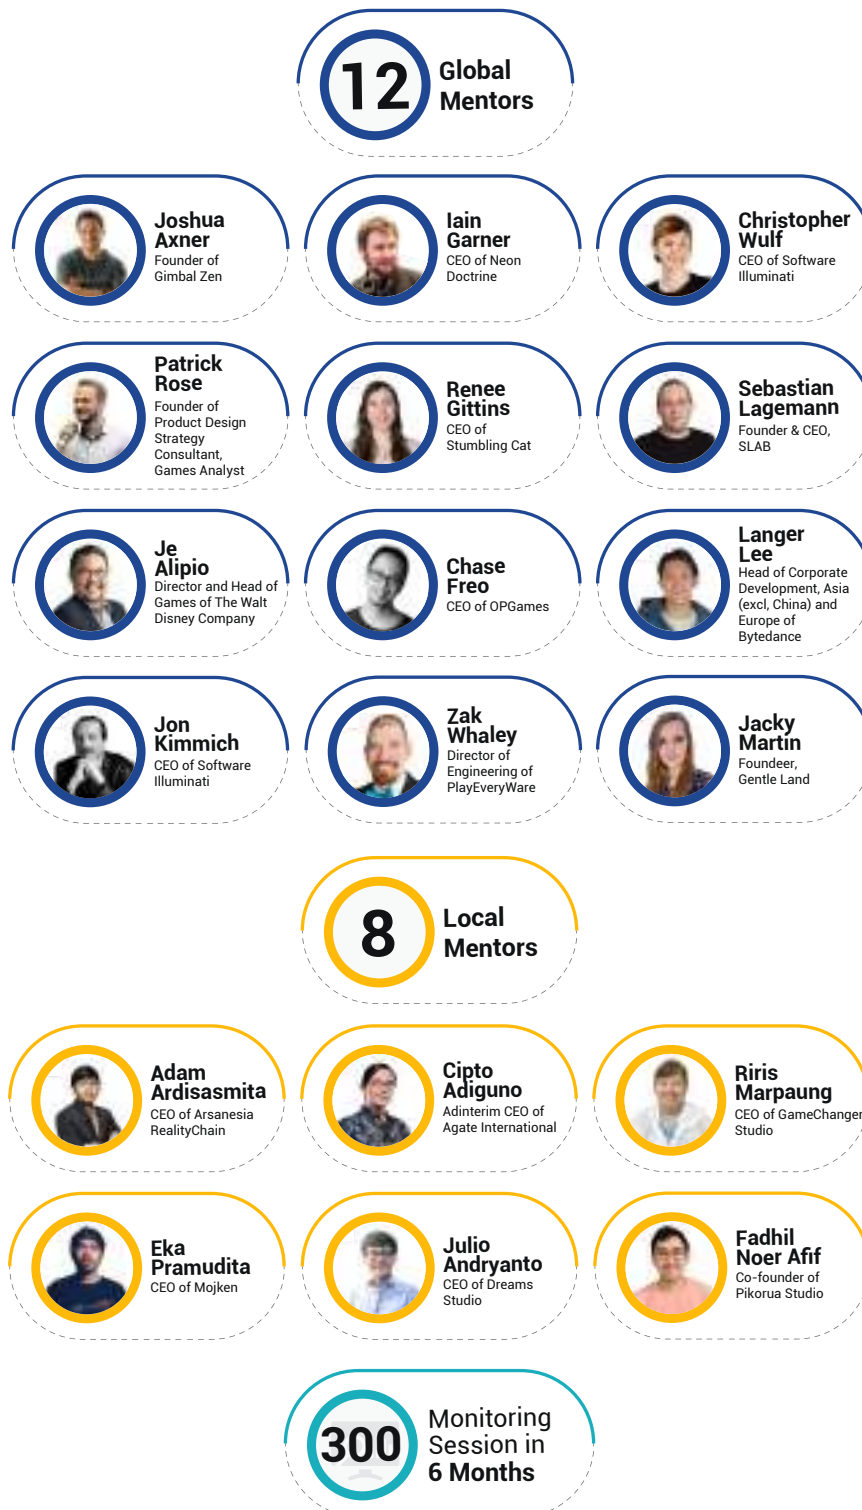 12
Global
Mentors
Joshua
Axner
Founder of
Gimbal Zen
Iain
Garner
CEO of Neon
Doctrine
Christopher
Wulf
CEO of Software
Illuminati
Patrick
Rose
Founder of
Product Design
Strategy
Consultant,
Games Analyst
Renee
Gittins
CEO of
Stumbling Cat
Sebastian
Lagemann
Founder & CEO,
SLAB
Je
Alipio
Director and Head of
Games of The Walt
Disney Company
Chase
Freo
CEO of OPGames
Langer
Lee
Head of Corporate
Development, Asia
(excl, China) and
Europe of
Bytedance
Jon
Kimmich
CEO of Software
Illuminati
Zak
Whaley
Director of
Engineering of
PlayEveryWare
Jacky
Martin
Foundeer,
Gentle Land
8
Local
Mentors
Adam
Ardisasmita
CEO of Arsanesia
RealityChain
Cipto
Adiguno
Adinterim CEO of
Agate International
Riris
Marpaung
CEO of GameChanger
Studio
Eka
Pramudita
CEO of Mojken
Julio
Andryanto
CEO of Dreams
Studio
Fadhil
Noer Afif
Co-founder of
Pikorua Studio
300
Monitoring
Session in
6 Months